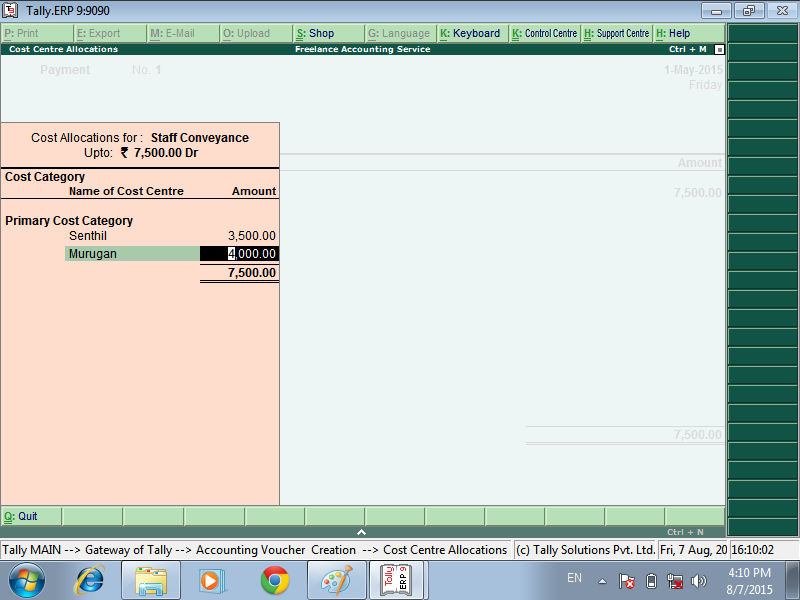 Tally.ERP 9:9090
P: Print E: Export M: E-Mail O: Upload S: Shop G: Language K: Keyboard K: Control Centre H: Support Centre H: Help
Cost Centre Allocations Freelance Accounting Service Ctrl + M
Payment No. 1 1-May-2015
Friday
Cost Allocations for : Staff Conveyance
Upto: ₹ 7,500.00 Dr
Amount
Cost Category
Name of Cost Centre Amount
7,500.00
Primary Cost Category
Senthil 3,500.00
Murugan 4,000.00
7,500.00
7,500.00
Q: Quit
Ctrl + N
Tally MAIN --> Gateway of Tally --> Accounting Voucher Creation --> Cost Centre Allocations (c) Tally Solutions Pvt. Ltd. Fri, 7 Aug, 20 16:10:02
Tally ERP 9
EN 4:10 PM
8/7/2015